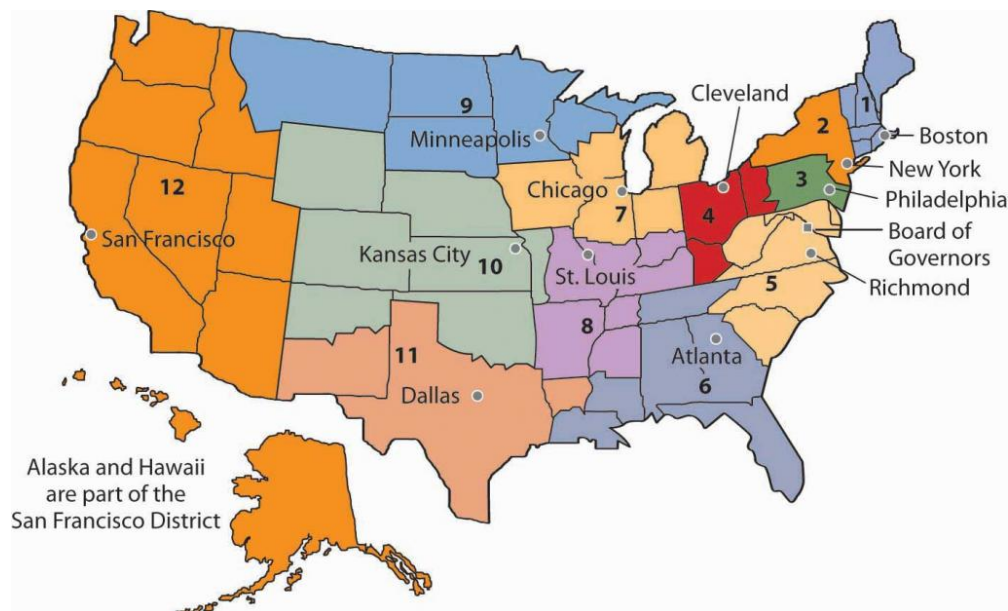 Cleveland
9
1
2
Minneapolis
Boston
New York
3
12
Chicago
Philadelphia
7
4
Board of
Governors
San Francisco
Kansas City
10
St. Louis
Richmond
5
8
11
Atlanta
6
Dallas
Alaska and Hawaii
are part of the
San Francisco District